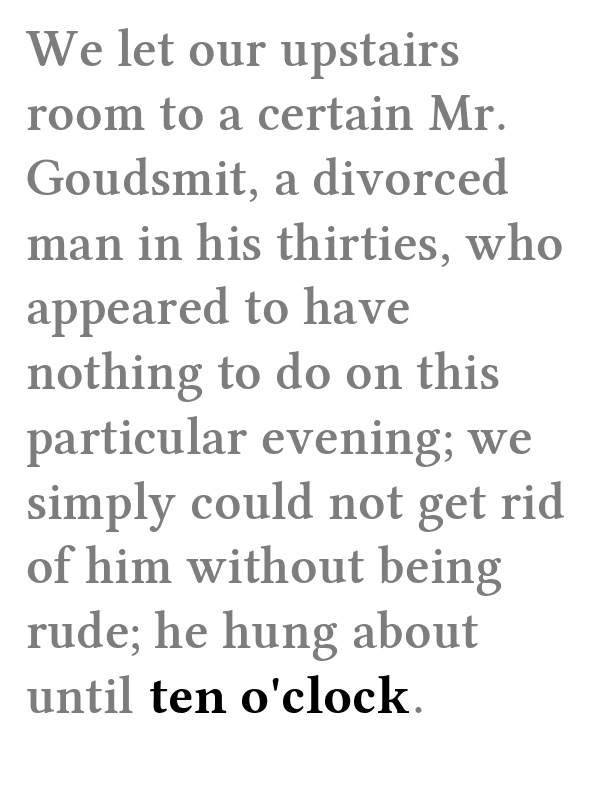 We let our upstairs
room to a certain Mr.
Goudsmit, a divorced
man in his thirties, who
appeared to have
nothing to do on this
particular evening; we
simply could not get rid
of him without being
rude; he hung about
until ten o'clock.